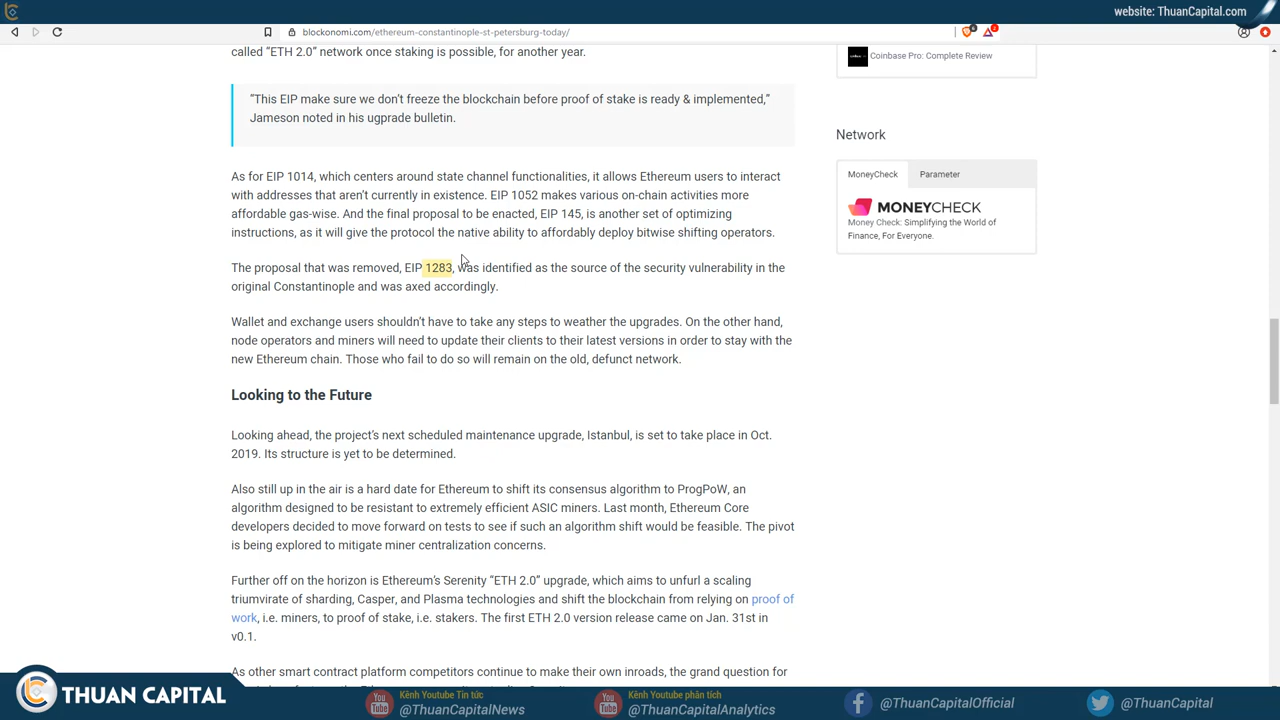 website: ThuanCapital.com
blockonomi.com/ethereum-constantinople-st-petersburg-today/
called “ETH 2.0” network once staking is possible, for another year.
“This EIP make sure we don’t freeze the blockchain before proof of stake is ready & implemented,”
Jameson noted in his ugprade bulletin.
As for EIP 1014, which centers around state channel functionalities, it allows Ethereum users to interact
with addresses that aren’t currently in existence. EIP 1052 makes various on-chain activities more
affordable gas-wise. And the final proposal to be enacted, EIP 145, is another set of optimizing
instructions, as it will give the protocol the native ability to affordably deploy bitwise shifting operators.
The proposal that was removed, EIP 1283, was identified as the source of the security vulnerability in the
original Constantinople and was axed accordingly.
Wallet and exchange users shouldn’t have to take any steps to weather the upgrades. On the other hand,
node operators and miners will need to update their clients to their latest versions in order to stay with the
new Ethereum chain. Those who fail to do so will remain on the old, defunct network.
Looking to the Future
Looking ahead, the project’s next scheduled maintenance upgrade, Istanbul, is set to take place in Oct.
2019. Its structure is yet to be determined.
Also still up in the air is a hard date for Ethereum to shift its consensus algorithm to ProgPoW, an
algorithm designed to be resistant to extremely efficient ASIC miners. Last month, Ethereum Core
developers decided to move forward on tests to see if such an algorithm shift would be feasible. The pivot
is being explored to mitigate miner centralization concerns.
Further off on the horizon is Ethereum’s Serenity “ETH 2.0” upgrade, which aims to unfurl a scaling
triumvirate of sharding, Casper, and Plasma technologies and shift the blockchain from relying on proof of
work, i.e. miners, to proof of stake, i.e. stakers. The first ETH 2.0 version release came on Jan. 31st in
v0.1.
As other smart contract platform competitors continue to make their own inroads, the grand question for
Coinbase Pro: Complete Review
Network
MoneyCheck
Parameter
MONEYCHECK
Money Check: Simplifying the World of
Finance, For Everyone.
THUAN CAPITAL
You Tube
Kênh Youtube Tin tức
@ThuanCapitalNews
You Tube
Kênh Youtube phân tích
@ThuanCapitalAnalytics
@ThuanCapitalOfficial
@ThuanCapital